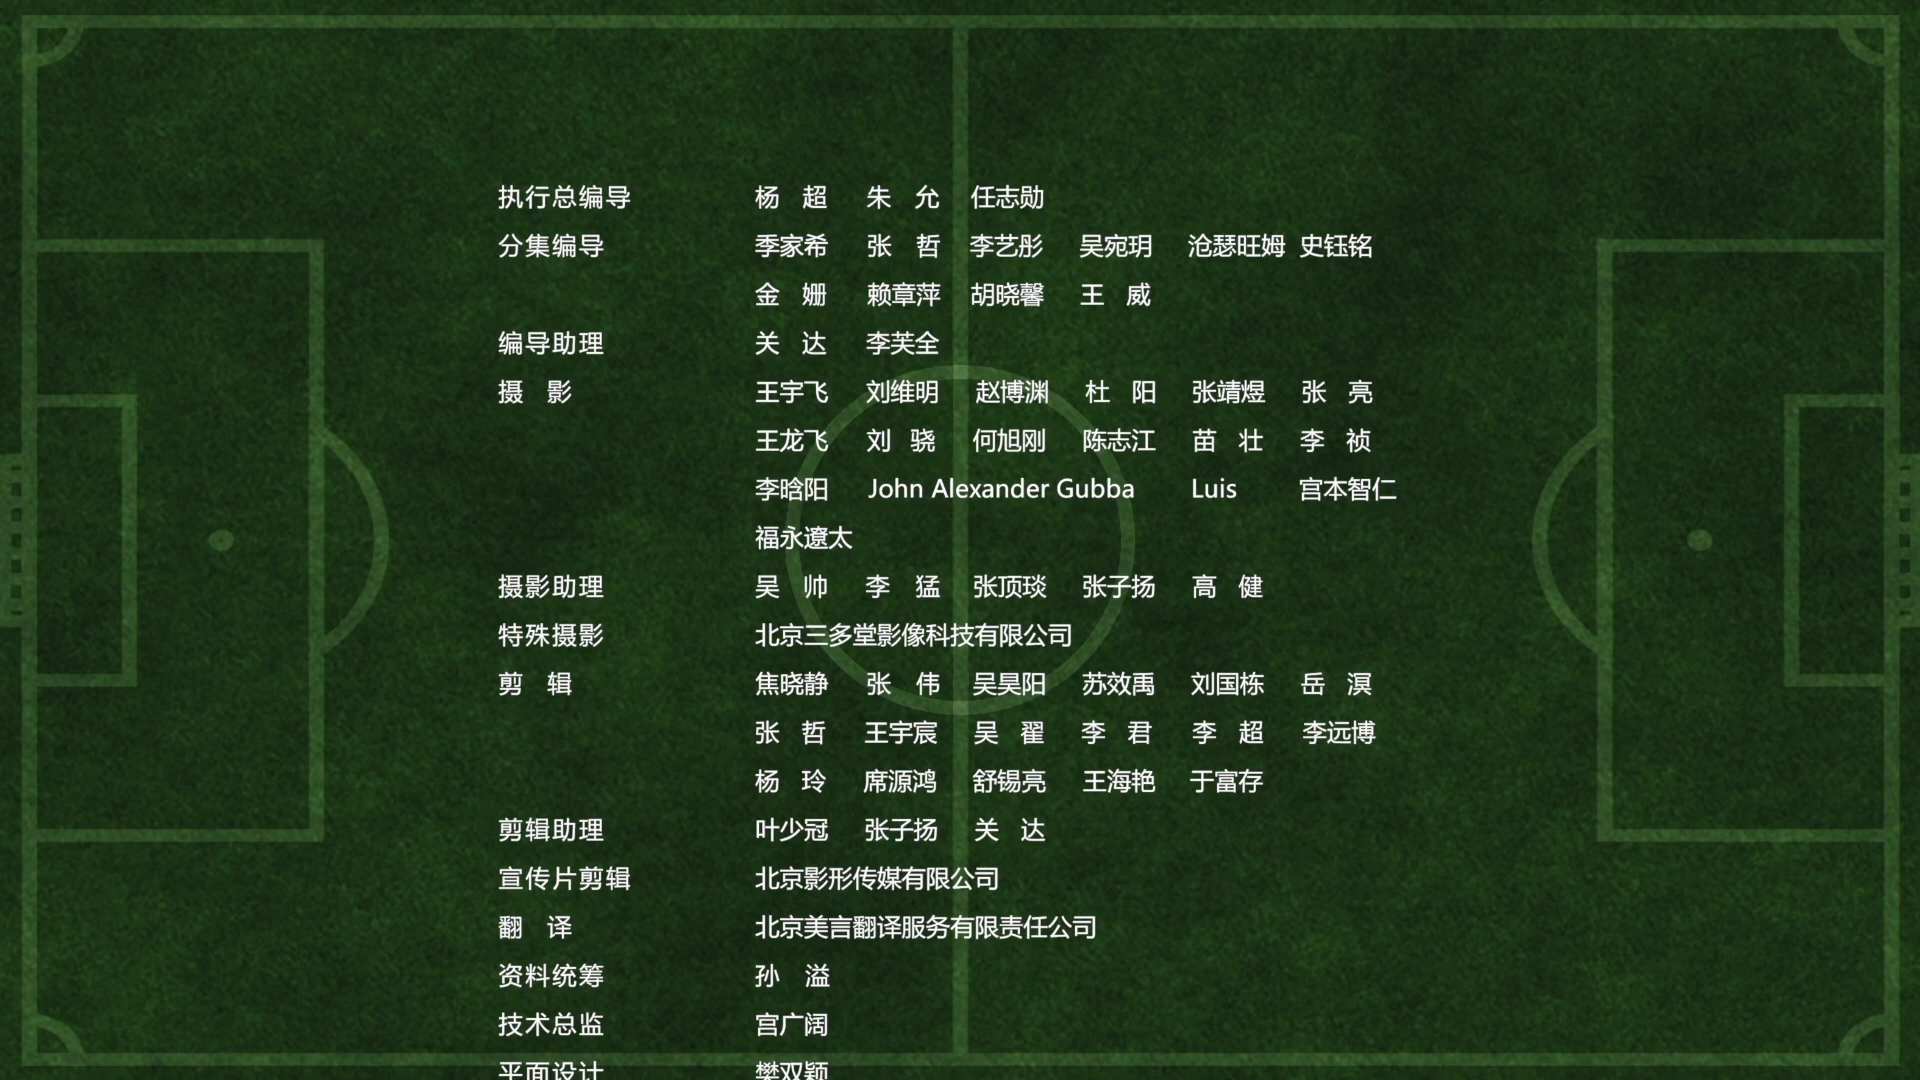 执行总编导 杨 超 朱 允 任志勋
分集编导 季家希 张 哲 李艺彤 吴宛玥 沧瑟旺姆 史钰铭
金 姗 赖章萍 胡晓馨 王 威
编导助理 关 达 李芙全
摄 影 王宇飞 刘维明 赵博渊 杜 阳 张靖煜 张 亮
王龙飞 刘 骁 何旭刚 陈志江 苗 壮 李 祯
李晗阳 John Alexander Gubba Luis 宫本智仁
福永遼太
摄影助理 吴 帅 李 猛 张顶琰 张子扬 高 健
特殊摄影 北京三多堂影像科技有限公司
剪 辑 焦晓静 张 伟 吴昊阳 苏效禹 刘国栋 岳 溟
张 哲 王宇宸 吴 翟 李 君 李 超 李远博
杨 玲 席源鸿 舒锡亮 王海艳 于富存
剪辑助理 叶少冠 张子扬 关 达
宣传片剪辑 北京影形传媒有限公司
翻 译 北京美言翻译服务有限责任公司
资料统筹 孙 溢
技术总监 宫广阔
平面设计 樊双颖